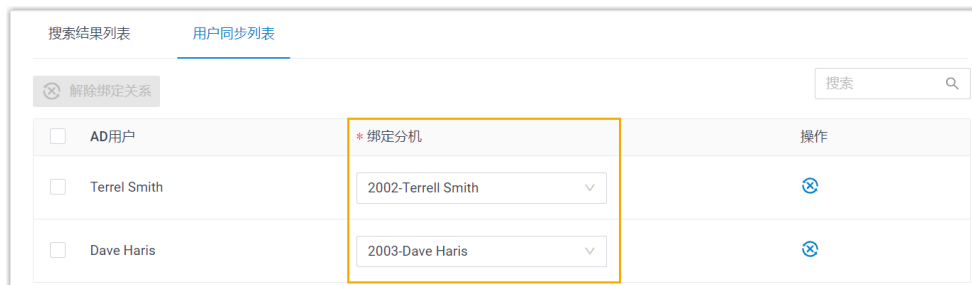 搜索结果列表 用户同步列表
解除绑定关系 搜索
AD用户 * 绑定分机 操作
Terrel Smith 2002-Terrell Smith
Dave Haris 2003-Dave Haris